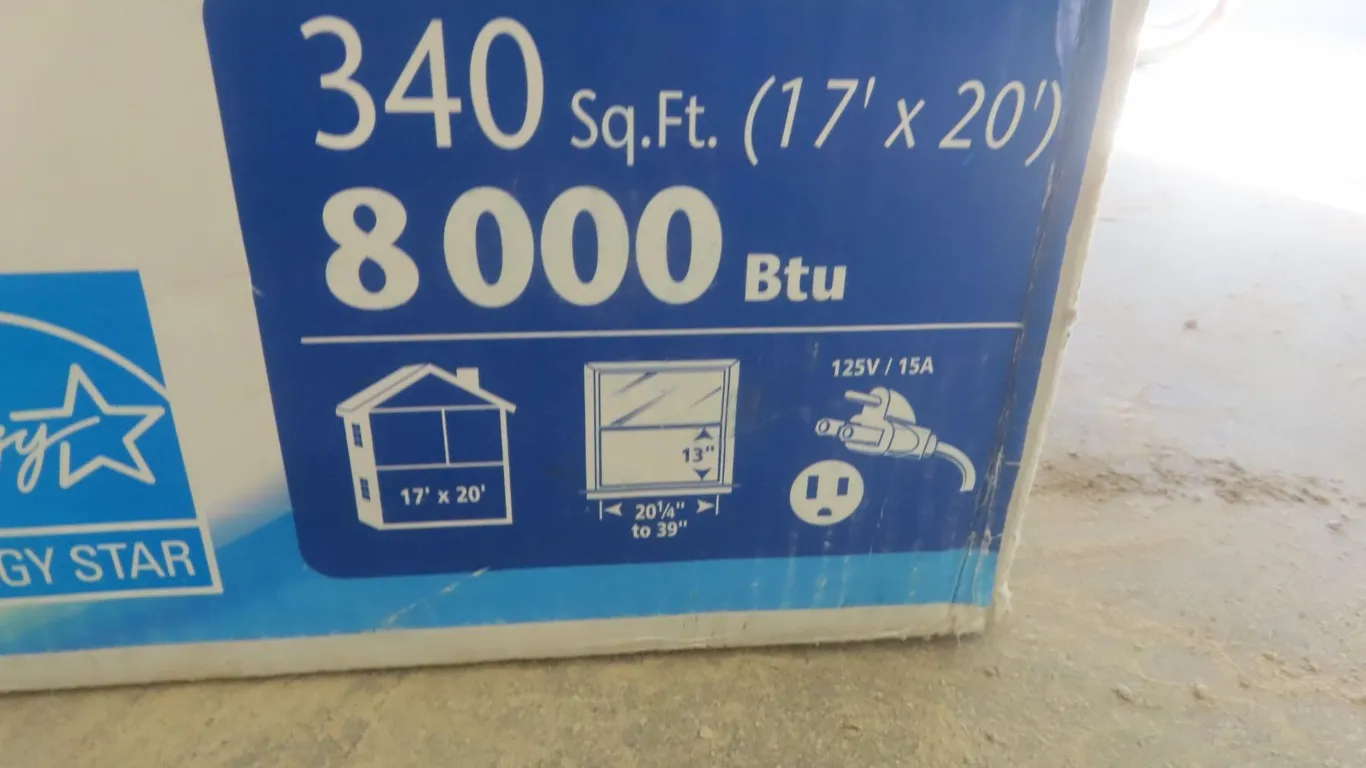 340 Sq.Ft. (17' x 20')
8000 Btu
125V / 15A
13"
17' x 20'
20¼"
to 39"
GY STAR